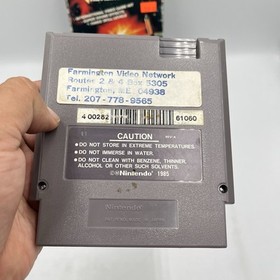 Farmington Video Network
Routes 2 & 4 Box 5305
Farmington, ME. 04938
Tel. 207-778-9565
4 00282 61060
CAUTION
•DO NOT STORE IN EXTREME TEMPERATURES.
•DO NOT IMMERSE IN WATER.
•DO NOT CLEAN WITH BENZENE, THINNER,
ALCOHOL OR OTHER SUCH SOLVENTS.
©®Nintendo 1985